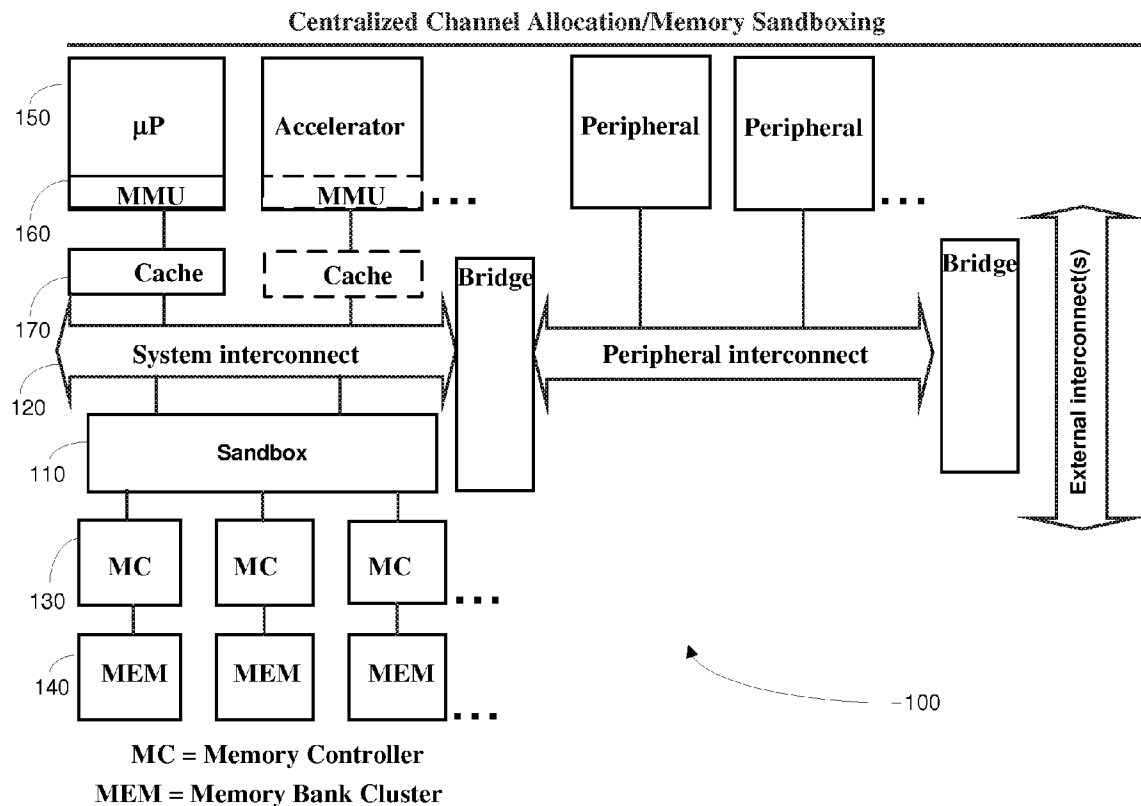 Centralized Channel Allocation/Memory Sandboxing
150
µP
Accelerator
Peripheral
Peripheral
MMU
MMU
...
...
160
Cache
Cache
Bridge
Bridge
170
System interconnect
Peripheral interconnect
External interconnect(s)
120
110
Sandbox
MC
MC
MC
...
130
MEM
MEM
MEM
...
140
100
MC = Memory Controller
MEM = Memory Bank Cluster